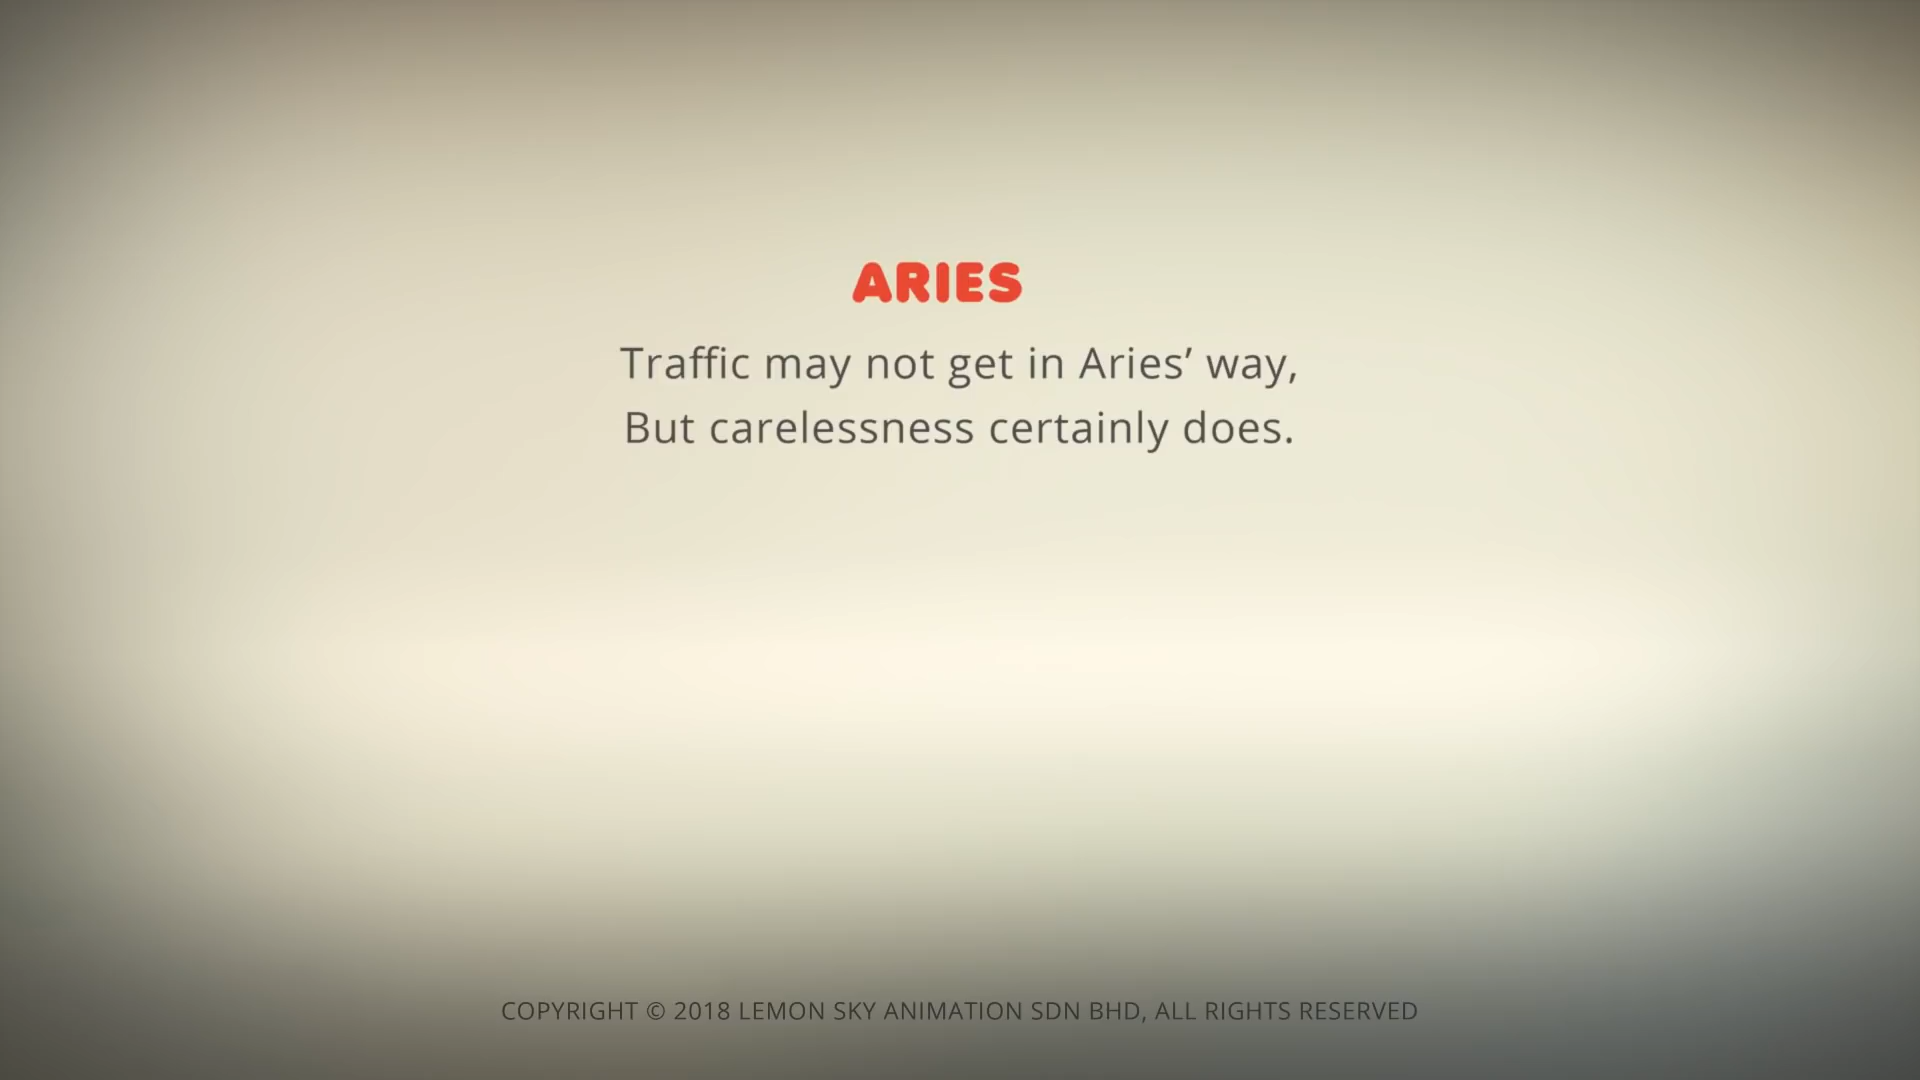 ARIES
Traffic may not get in Aries’ way,
But carelessness certainly does.
COPYRIGHT © 2018 LEMON SKY ANIMATION SDN BHD, ALL RIGHTS RESERVED